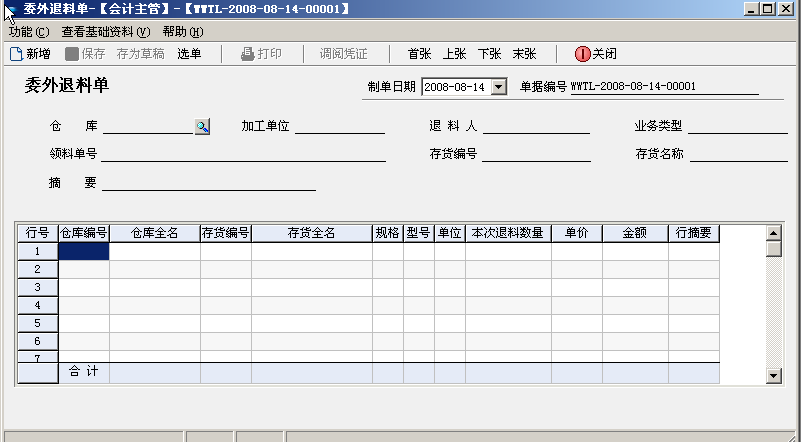 委外退料单-【会计主管】-【WWTL-2008-08-14-00001】
功能(C) 查看基础资料(V) 帮助(H)
新增 保存 存为草稿 选单 打印 调阅凭证 首张 上张 下张 末张 关闭
委外退料单 制单日期 2008-08-14 单据编号 WWTL-2008-08-14-00001
仓 库 加工单位 退 料 人 业务类型
领料单号 存货编号 存货名称
摘 要
行号 仓库编号 仓库全名 存货编号 存货全名 规格 型号 单位 本次退料数量 单价 金额 行摘要
1
2
3
4
5
6
7
合 计